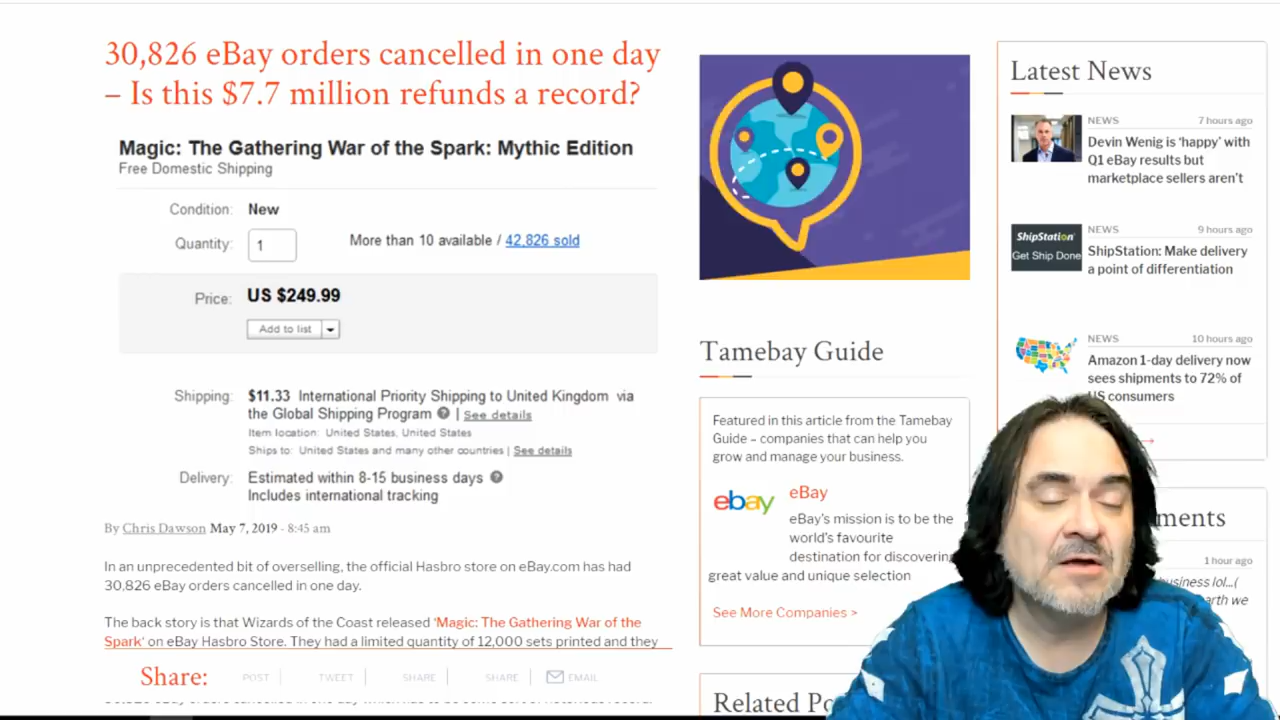 30,826 eBay orders cancelled in one day
– Is this $7.7 million refunds a record?
Magic: The Gathering War of the Spark: Mythic Edition
Free Domestic Shipping
Condition: New
Quantity: 1 More than 10 available / 42,826 sold
Price: US $249.99
Add to list
Shipping: $11.33 International Priority Shipping to United Kingdom via
the Global Shipping Program ? | See details
Item location: United States, United States
Ships to: United States and many other countries | See details
Delivery: Estimated within 8-15 business days ?
Includes international tracking
By Chris Dawson May 7, 2019 - 8:45 am
In an unprecedented bit of overselling, the official Hasbro store on eBay.com has had
30,826 eBay orders cancelled in one day.
The back story is that Wizards of the Coast released 'Magic: The Gathering War of the
Spark' on eBay Hasbro Store. They had a limited quantity of 12,000 sets printed and they
Share: POST TWEET SHARE SHARE EMAIL
Tamebay Guide
Featured in this article from the Tamebay
Guide – companies that can help you
grow and manage your business.
ebay eBay
eBay's mission is to be the
world's favourite
destination for discovering
great value and unique selection
See More Companies >
Related Po
Latest News
NEWS 7 hours ago
Devin Wenig is 'happy' with
Q1 eBay results but
marketplace sellers aren't
NEWS 9 hours ago
ShipStation
Get Ship Done
ShipStation: Make delivery
a point of differentiation
NEWS 10 hours ago
Amazon 1-day delivery now
sees shipments to 72% of
US consumers
ments
1 hour ago
business lol...(
earth we